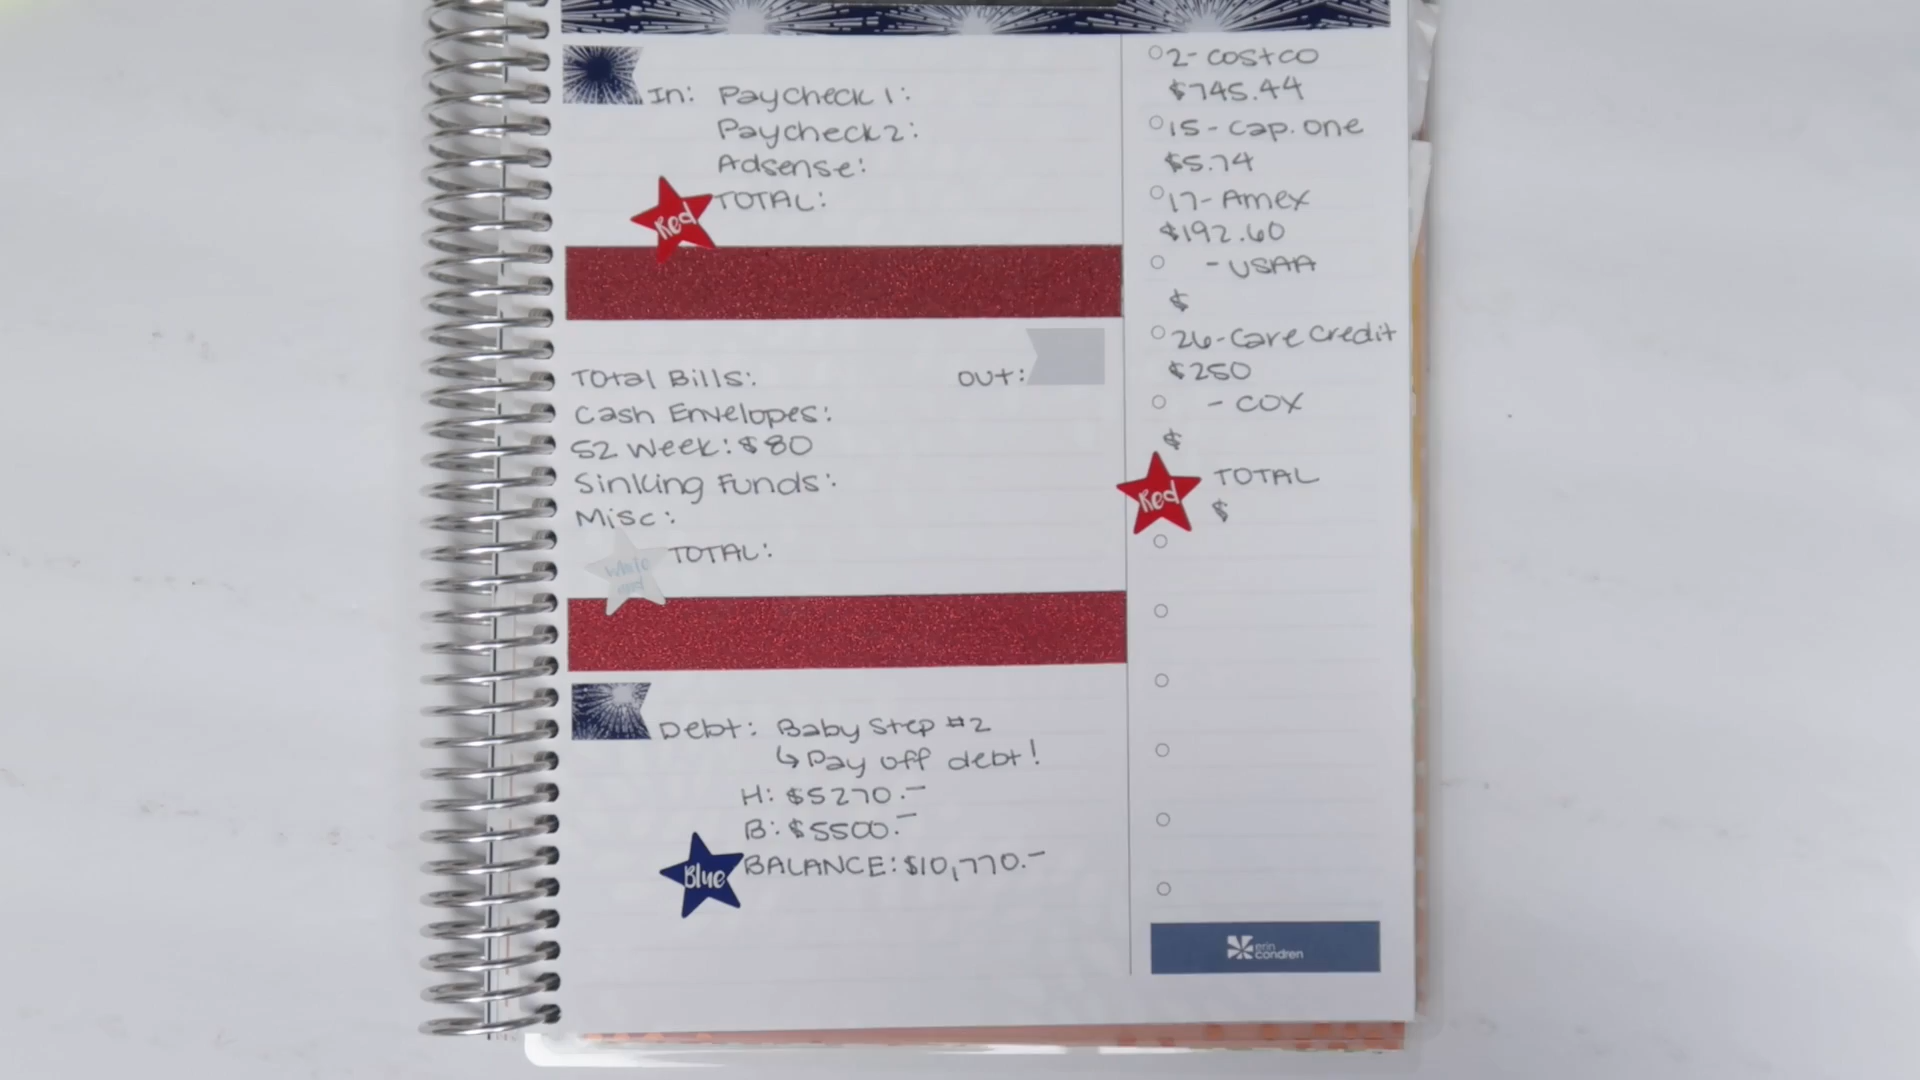 In: Paycheck 1:
Paycheck 2:
Adsense:
Red TOTAL:
Total Bills: OUT:
Cash Envelopes:
52 Week: $80
Sinking Funds:
Misc:
White TOTAL:
Debt: Baby Step #2
↳ Pay off debt!
H: $5270.-
B: $5500.-
Blue BALANCE: $10,770.-
2- Costco
$745.44
15- Cap. One
$5.74
17- Amex
$192.60
- USAA
$
26- Care Credit
$250
- COX
$
Red TOTAL
$
erin
condren